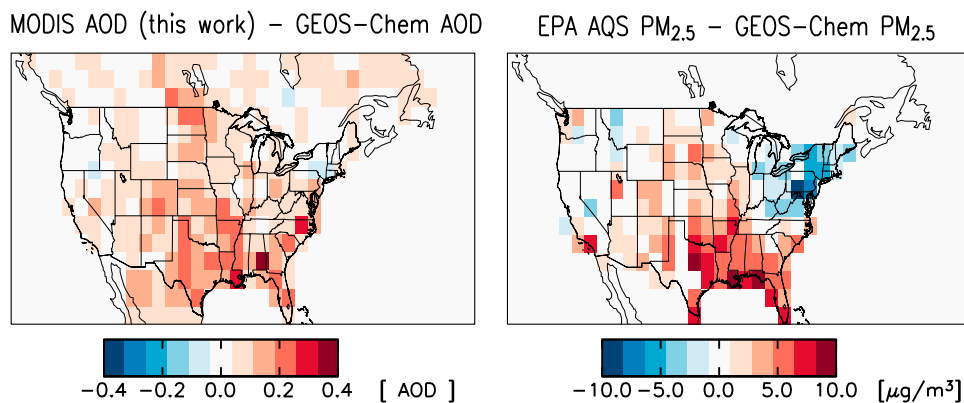 MODIS AOD (this work) − GEOS−Chem AOD
EPA AQS PM2.5 − GEOS−Chem PM2.5
−0.4 −0.2 0.0 0.2 0.4 [ AOD ]
−10.0 −5.0 0.0 5.0 10.0 [μg/m³]